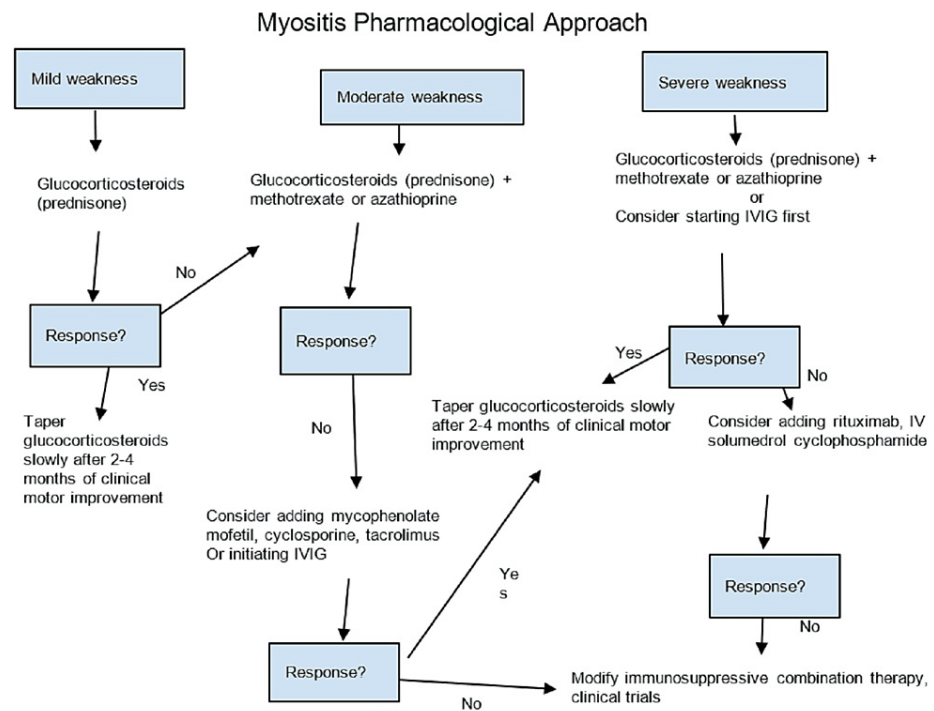 Myositis Pharmacological Approach
Mild weakness
Glucocorticosteroids
(prednisone)
No
Response?
Yes
Taper
glucocorticosteroids
slowly after 2-4
months of clinical
motor improvement
Moderate weakness
Glucocorticosteroids (prednisone) +
methotrexate or azathioprine
Response?
No
Consider adding mycophenolate
mofetil, cyclosporine, tacrolimus
Or initiating IVIG
Response?
Ye
s
No
Severe weakness
Glucocorticosteroids (prednisone) +
methotrexate or azathioprine
or
Consider starting IVIG first
Response?
Yes
No
Taper glucocorticosteroids slowly
after 2-4 months of clinical motor
improvement
Consider adding rituximab, IV
solumedrol cyclophosphamide
Response?
No
Modify immunosuppressive combination therapy,
clinical trials